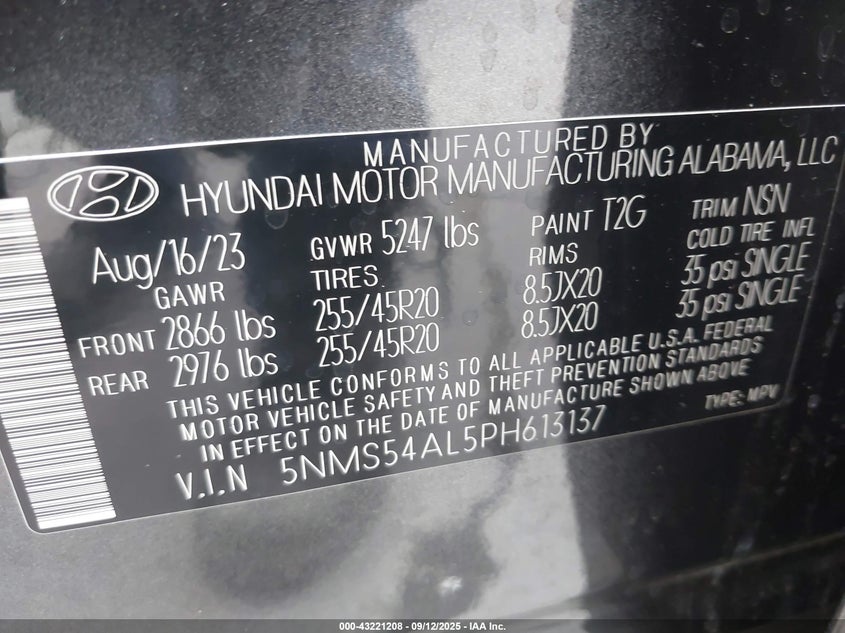 MANUFACTURED BY
HYUNDAI MOTOR MANUFACTURING ALABAMA, LLC
Aug/16/23 GVWR 5247 lbs PAINT T2G TRIM NSN
GAWR TIRES RIMS COLD TIRE INFL
FRONT 2866 lbs 255/45R20 8.5JX20 35 psi SINGLE
REAR 2976 lbs 255/45R20 8.5JX20 35 psi SINGLE
THIS VEHICLE CONFORMS TO ALL APPLICABLE U.S.A. FEDERAL
MOTOR VEHICLE SAFETY AND THEFT PREVENTION STANDARDS
IN EFFECT ON THE DATE OF MANUFACTURE SHOWN ABOVE
V.I.N 5NMS54AL5PH613137 TYPE: MPV
000-43221208 - 09/12/2025 - IAA Inc.